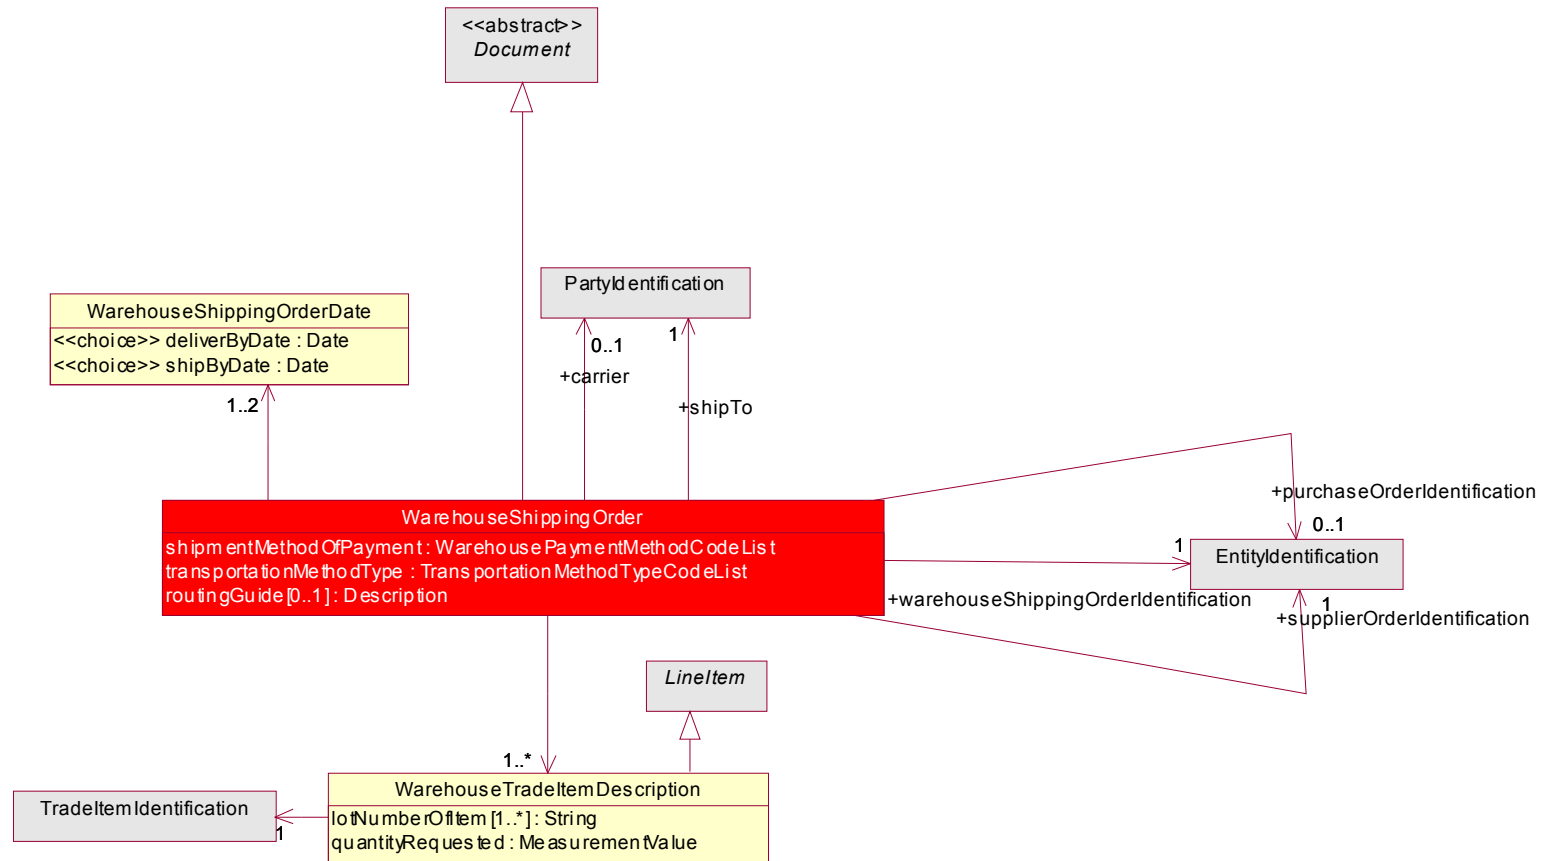 <<abstract>>
Document
PartyIdentification
WarehouseShippingOrderDate
<<choice>> deliverByDate : Date
<<choice>> shipByDate : Date
1..2
0..1
1
+carrier
+shipTo
+purchaseOrderIdentification
0..1
WarehouseShippingOrder
shipmentMethodOfPayment : WarehousePaymentMethodCodeList
transportationMethodType : TransportationMethodTypeCodeList
routingGuide[0..1] : Description
1
EntityIdentification
+warehouseShippingOrderIdentification
1
+supplierOrderIdentification
LineItem
1..*
WarehouseTradeItemDescription
lotNumberOfItem[1..*] : String
quantityRequested : MeasurementValue
TradeItemIdentification
1